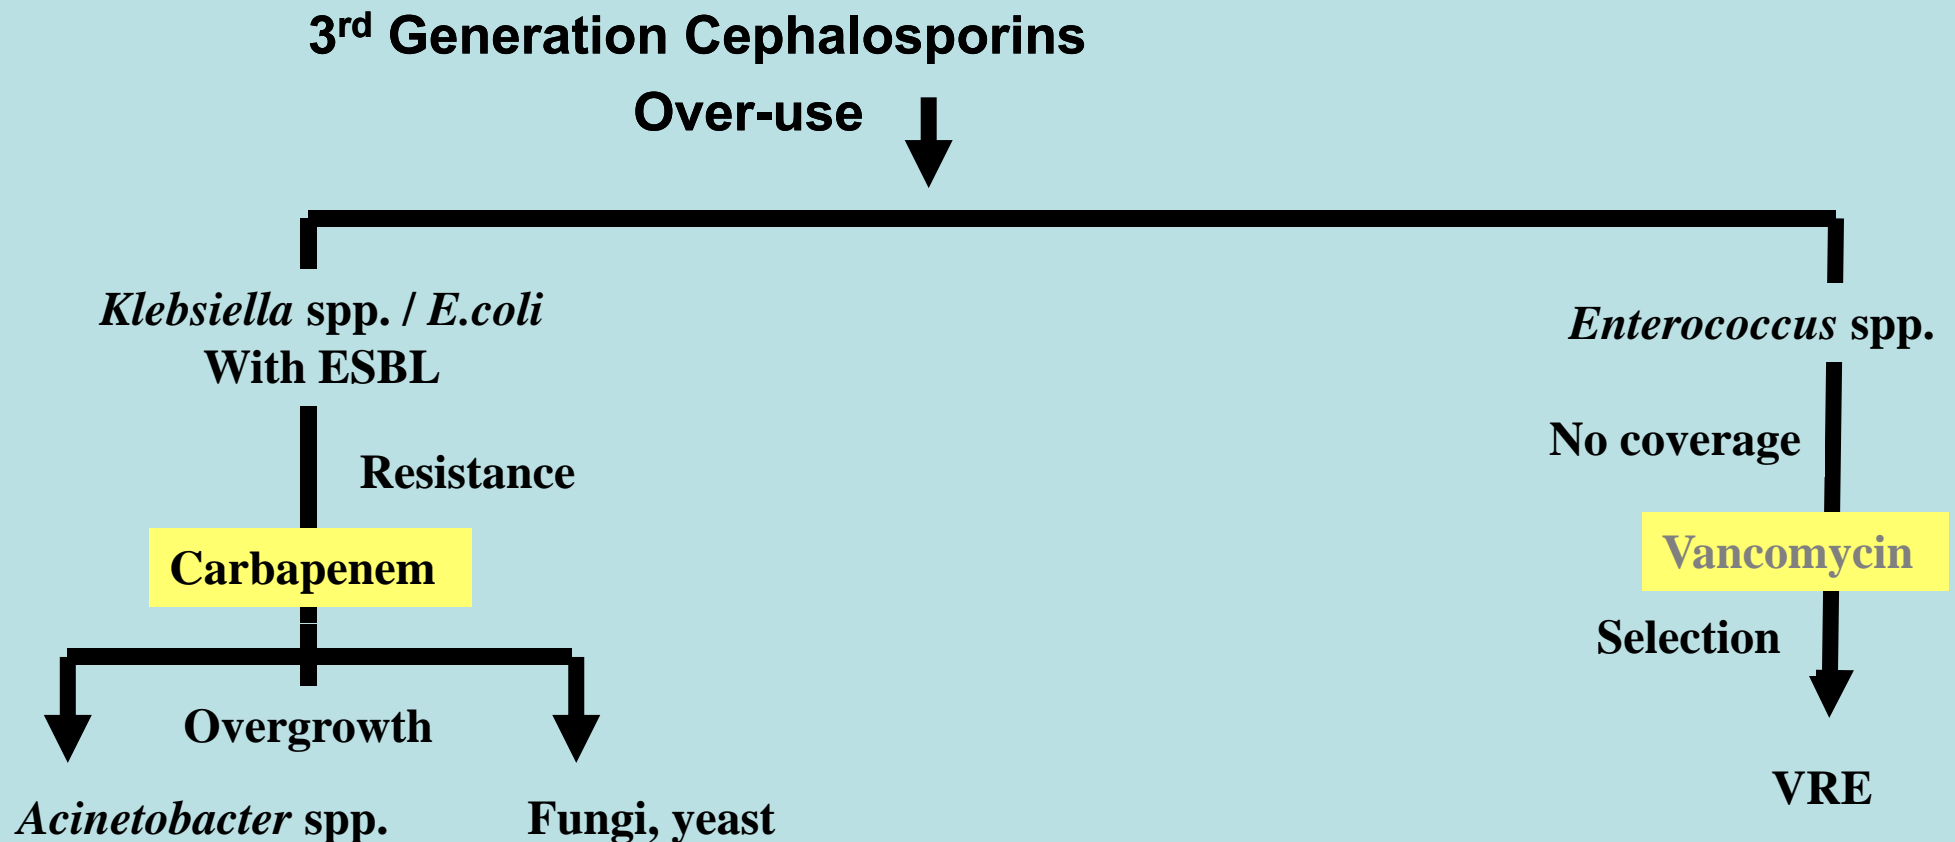 3rd Generation Cephalosporins
Over-use
Klebsiella spp. / E.coli
With ESBL
Enterococcus spp.
No coverage
Resistance
Carbapenem
Vancomycin
Selection
Overgrowth
VRE
Acinetobacter spp.
Fungi, yeast